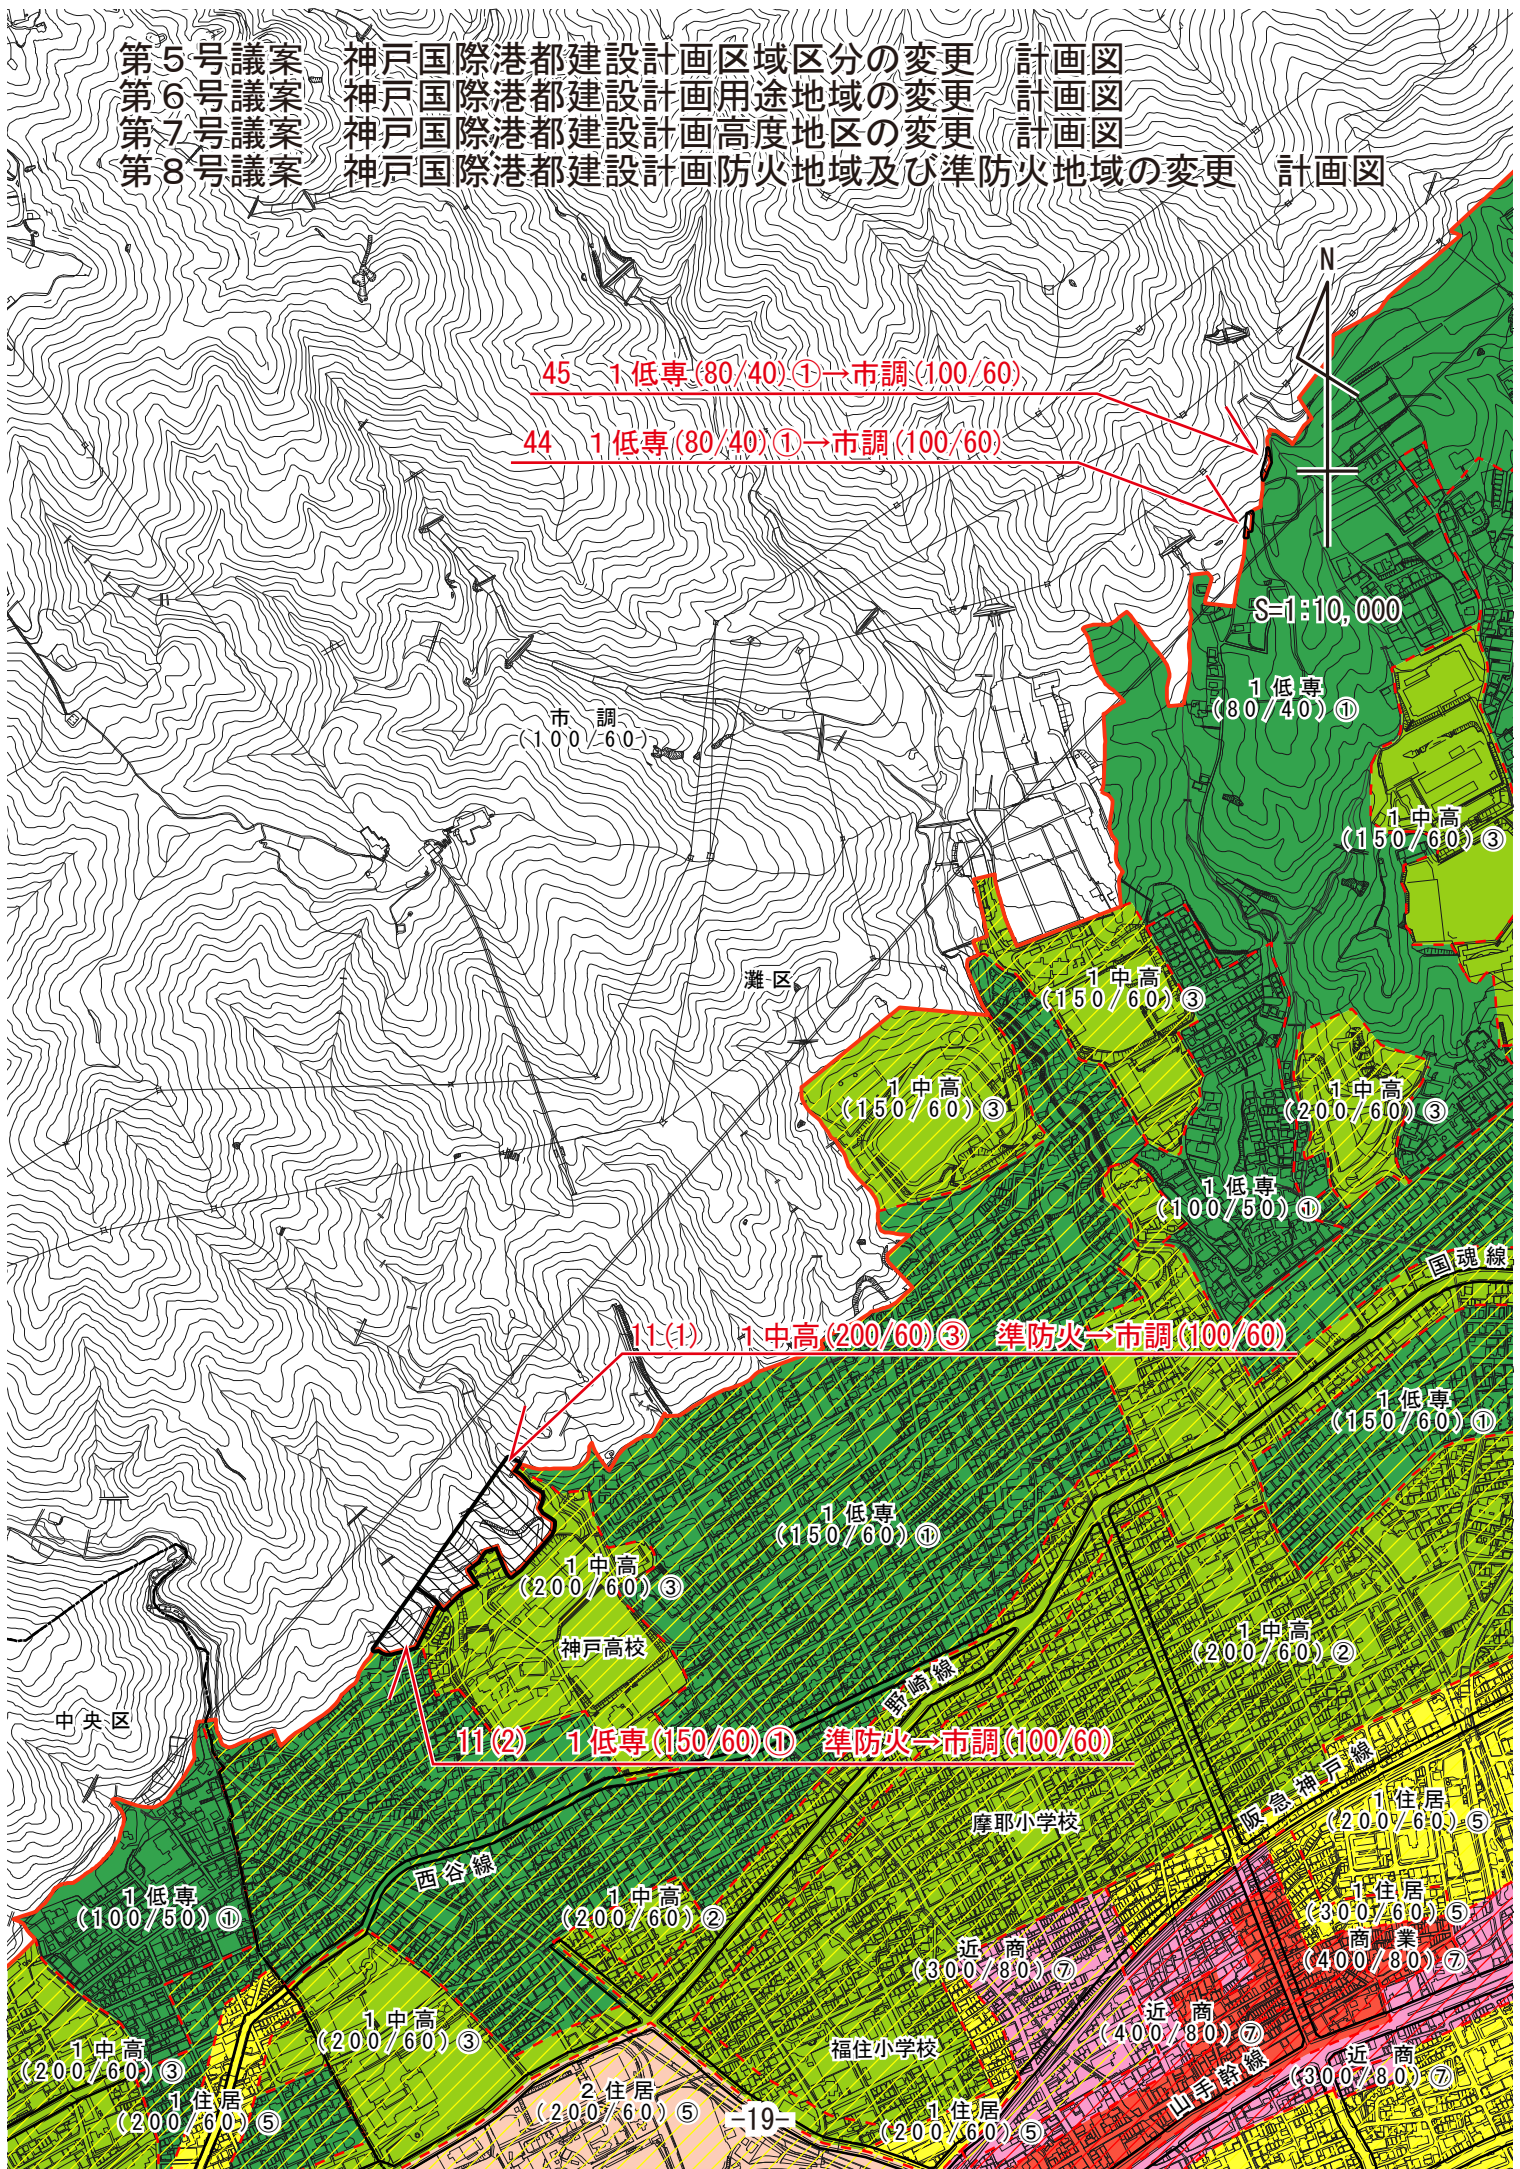 第5号議案　神戸国際港都建設計画区域区分の変更　計画図
第6号議案　神戸国際港都建設計画用途地域の変更　計画図
第7号議案　神戸国際港都建設計画高度地区の変更　計画図
第8号議案　神戸国際港都建設計画防火地域及び準防火地域の変更　計画図
N
45　1低専(80/40)①→市調(100/60)
44　1低専(80/40)①→市調(100/60)
S=1:10,000
1低専
(80/40)①
市調
(100/60)
1中高
(150/60)③
灘区
1中高
(150/60)③
1中高
(150/60)③
1中高
(200/60)③
1低専
(100/50)①
国魂線
11(1)　1中高(200/60)③　準防火→市調(100/60)
1低専
(150/60)①
1低専
(150/60)①
1中高
(200/60)③
神戸高校
1中高
(200/60)②
野崎線
中央区
11(2)　1低専(150/60)①　準防火→市調(100/60)
阪急神戸線
1住居
(200/60)⑤
摩耶小学校
西谷線
1低専
(100/50)①
1中高
(200/60)②
1住居
(300/60)⑤
商業
(400/80)⑦
近商
(300/80)⑦
1中高
(200/60)③
近商
(400/80)⑦
福住小学校
1中高
(200/60)③
近商
(300/80)⑦
山手幹線
1住居
(200/60)⑤
2住居
(200/60)⑤
1住居
(200/60)⑤
-19-